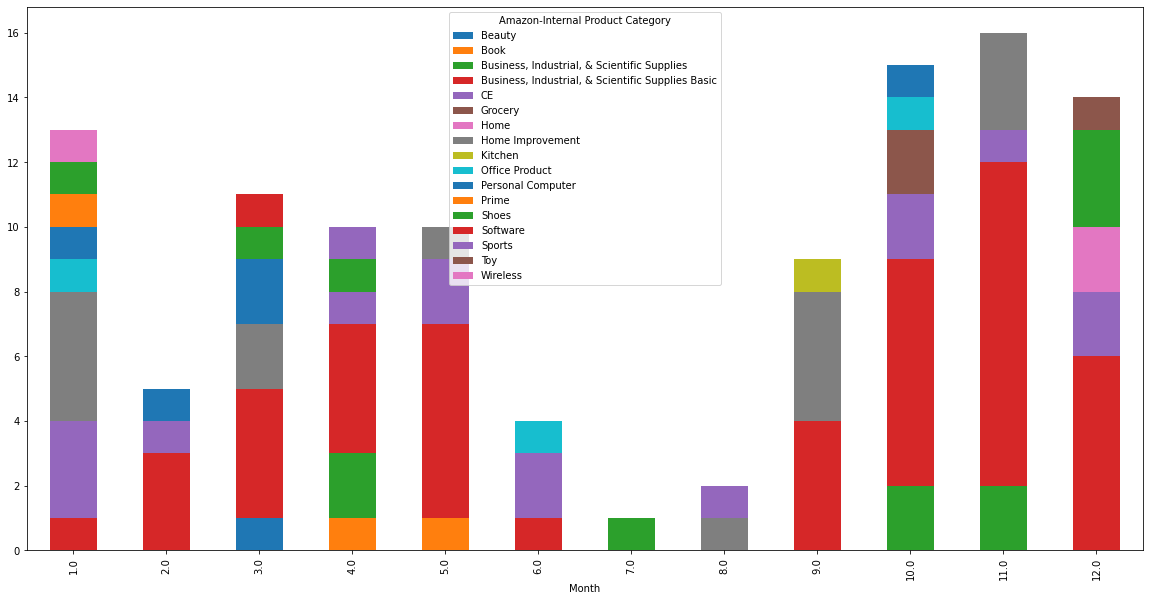 Amazon-Internal Product Category
Beauty
Book
Business, Industrial, & Scientific Supplies
Business, Industrial, & Scientific Supplies Basic
CE
Grocery
Home
Home Improvement
Kitchen
Office Product
Personal Computer
Prime
Shoes
Software
Sports
Toy
Wireless
16
14
12
10
8
6
4
2
0
1.0 2.0 3.0 4.0 5.0 6.0 7.0 8.0 9.0 10.0 11.0 12.0
Month